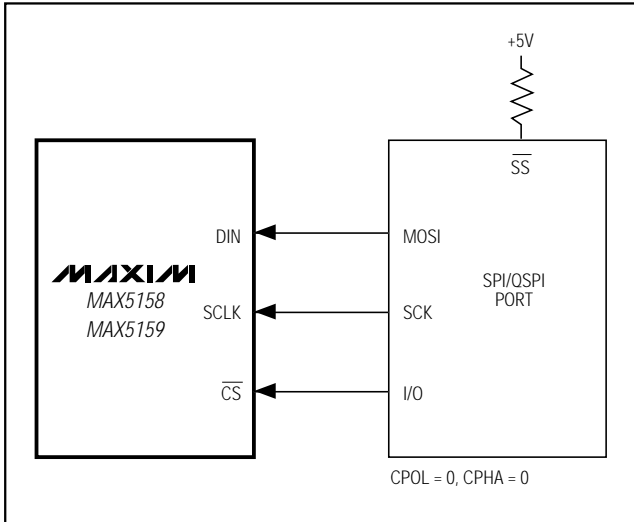 +5V
SS
DIN
MOSI
MAXIM
MAX5158
MAX5159
SPI/QSPI
PORT
SCLK
SCK
CS
I/O
CPOL = 0, CPHA = 0